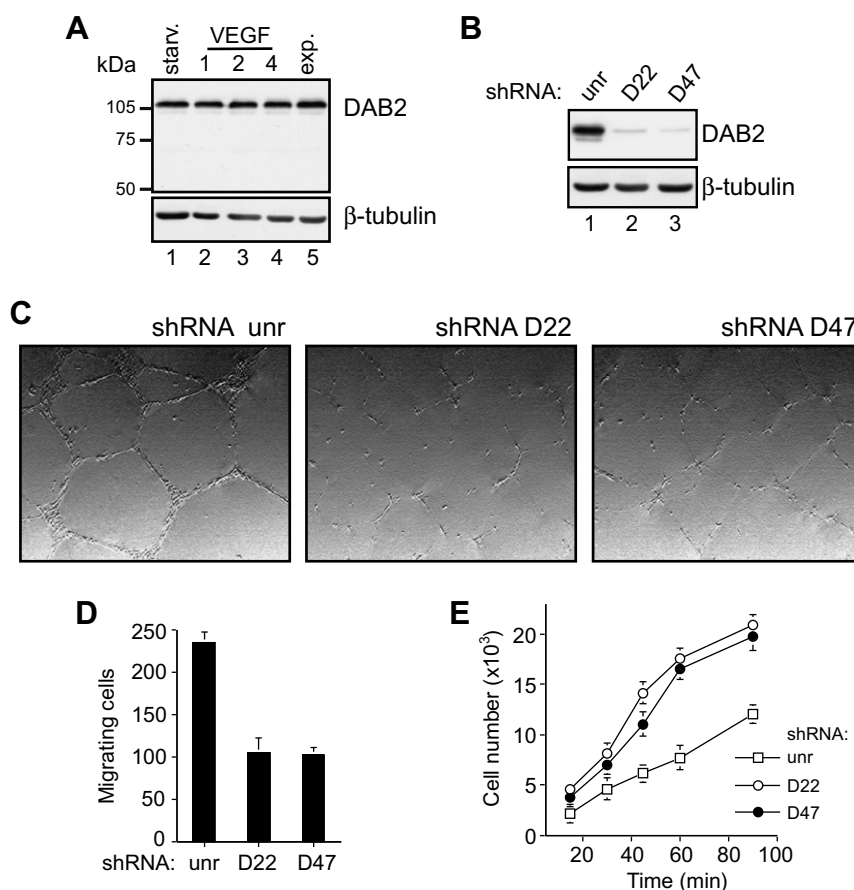 A
starv.
VEGF
1 2 4
exp.
kDa
105
75
50
DAB2
β-tubulin
1 2 3 4 5
B
shRNA: unr D22 D47
DAB2
β-tubulin
1 2 3
C
shRNA unr
shRNA D22
shRNA D47
D
Migrating cells
250
200
150
100
50
0
shRNA: unr D22 D47
E
Cell number (x10³)
20
15
10
5
0
20 40 60 80 100
Time (min)
shRNA:
unr
D22
D47